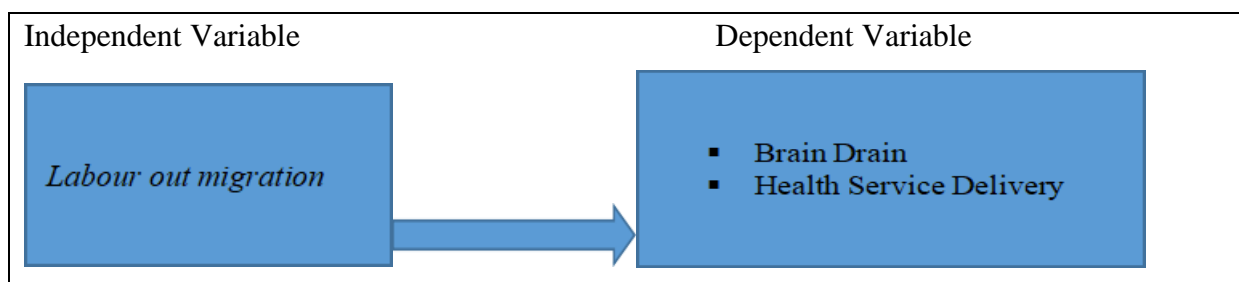 Independent Variable Dependent Variable
Labour out migration
▪ Brain Drain
▪ Health Service Delivery